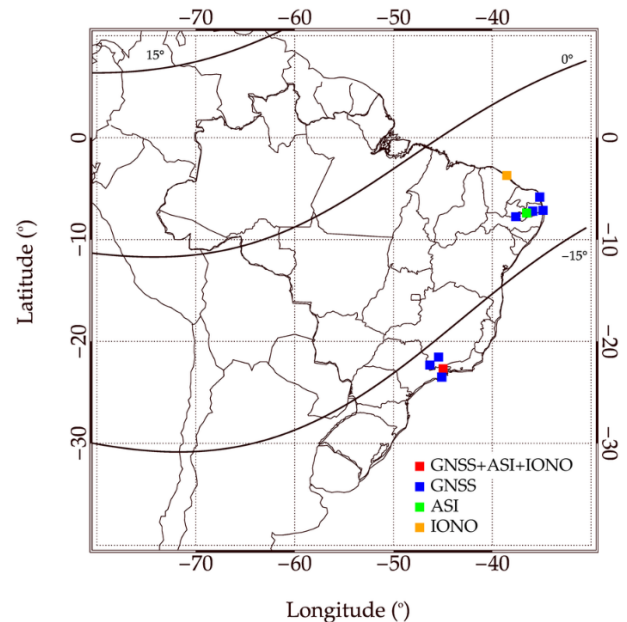 −70 −60 −50 −40
15°
0°
0 0
−10 −10
−15°
Latitude (°)
−20 −20
−30 −30
GNSS+ASI+IONO
GNSS
ASI
IONO
−70 −60 −50 −40
Longitude (°)